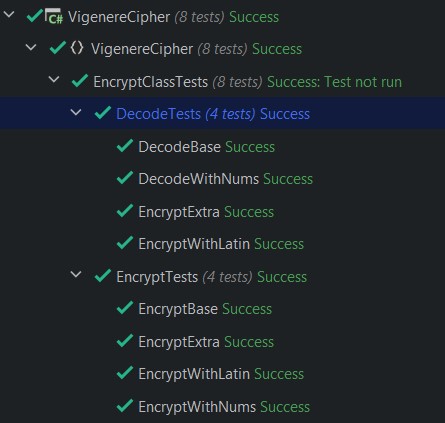 C# VigenereCipher (8 tests) Success
VigenereCipher (8 tests) Success
EncryptClassTests (8 tests) Success: Test not run
DecodeTests (4 tests) Success
DecodeBase Success
DecodeWithNums Success
EncryptExtra Success
EncryptWithLatin Success
EncryptTests (4 tests) Success
EncryptBase Success
EncryptExtra Success
EncryptWithLatin Success
EncryptWithNums Success